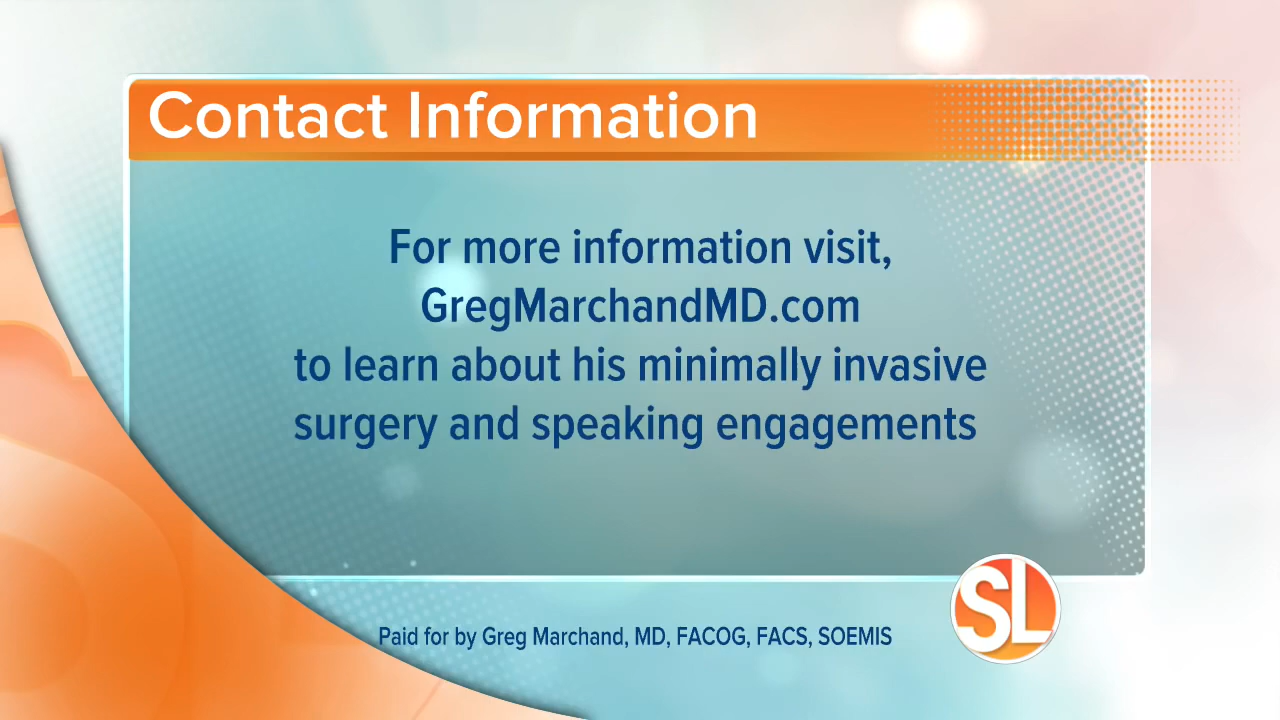 Contact Information
For more information visit,
GregMarchandMD.com
to learn about his minimally invasive
surgery and speaking engagements
SL
Paid for by Greg Marchand, MD, FACOG, FACS, SOEMIS